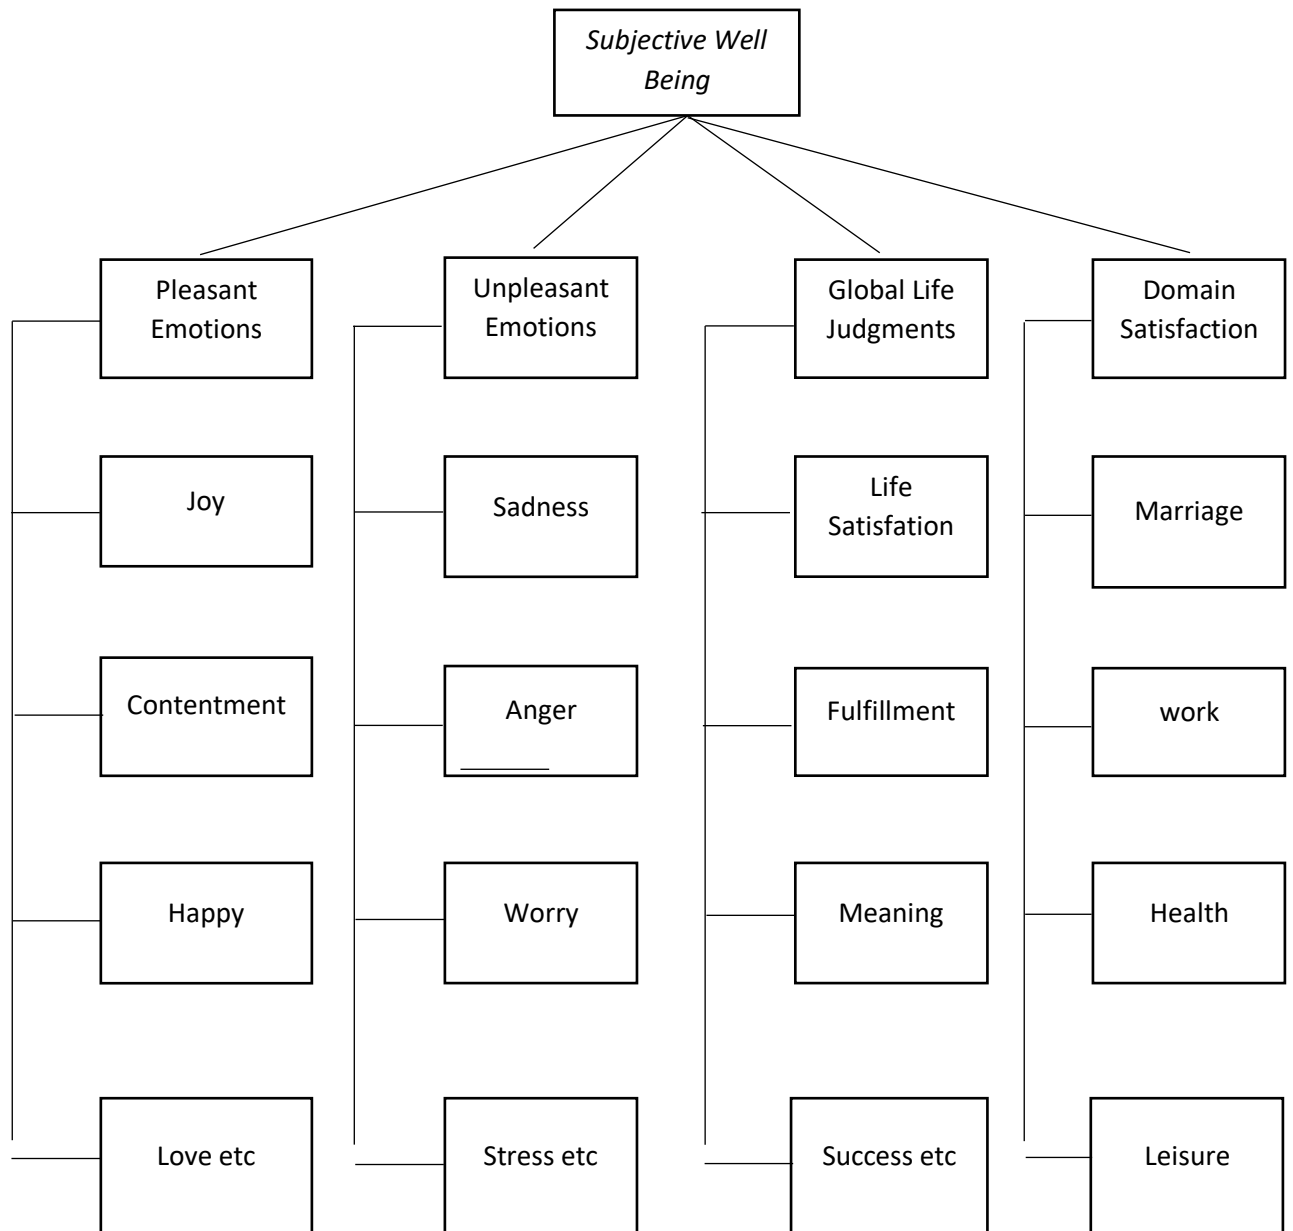 Subjective Well
Being
Pleasant
Emotions
Unpleasant
Emotions
Global Life
Judgments
Domain
Satisfaction
Joy
Sadness
Life
Satisfation
Marriage
Contentment
Anger
Fulfillment
work
Happy
Worry
Meaning
Health
Love etc
Stress etc
Success etc
Leisure